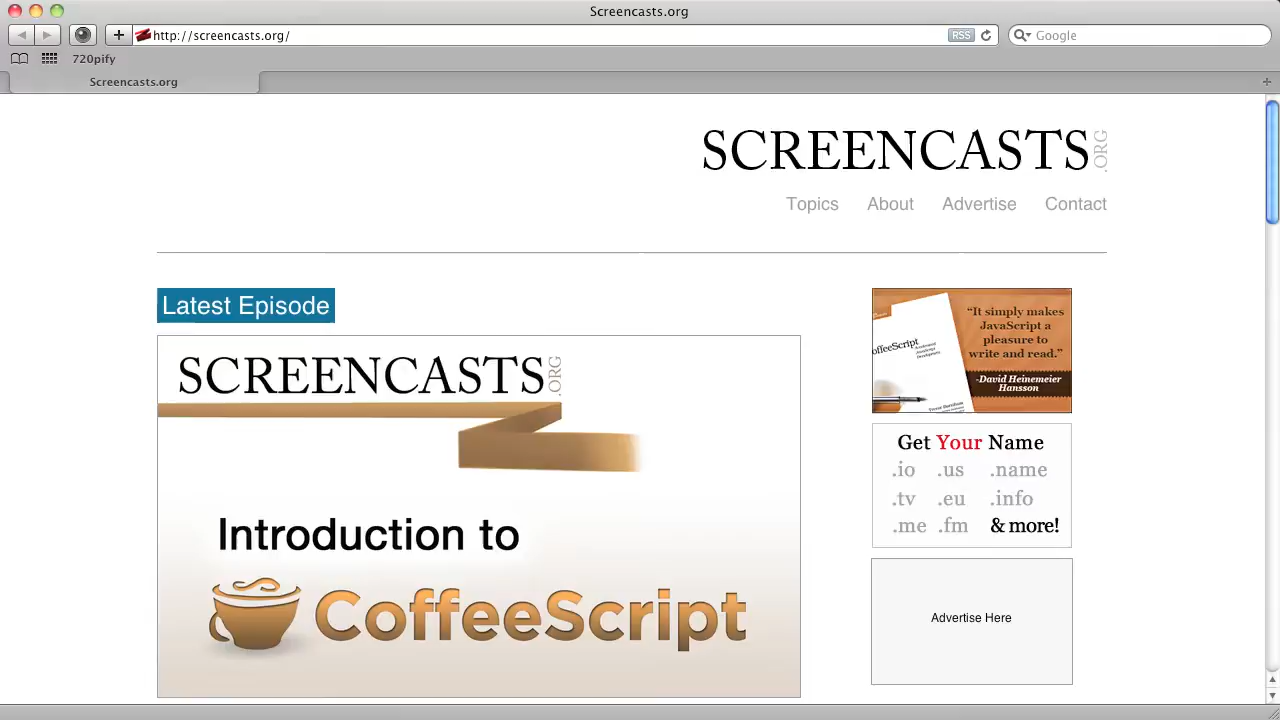 Screencasts.org
http://screencasts.org/
RSS
Google
720pify
Screencasts.org
SCREENCASTS.ORG
Topics About Advertise Contact
Latest Episode
SCREENCASTS.ORG
Introduction to
CoffeeScript
“It simply makes
JavaScript a
pleasure to
write and read.”
-David Heinemeier
Hansson
Get Your Name
.io .us .name
.tv .eu .info
.me .fm & more!
Advertise Here